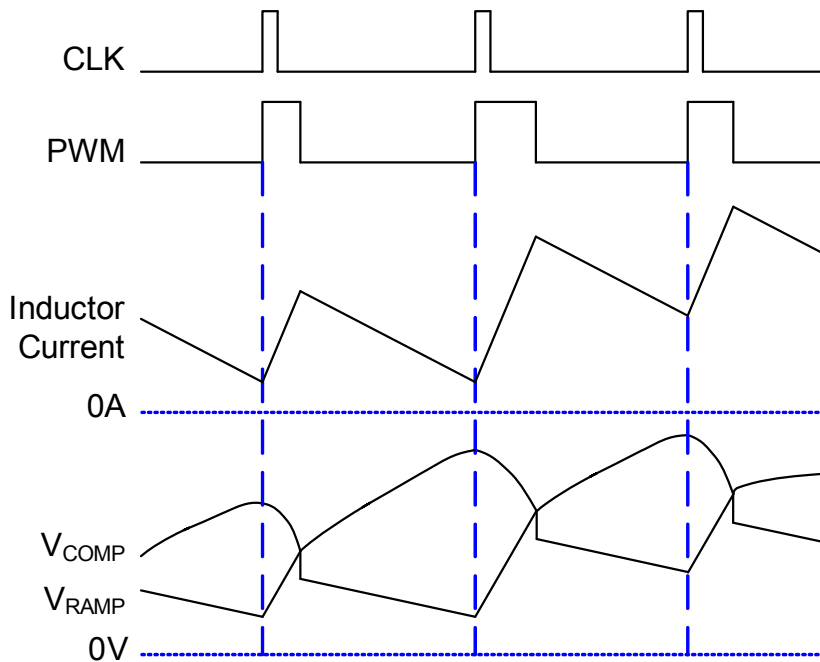 CLK
PWM
Inductor
Current
0A
VCOMP
VRAMP
0V